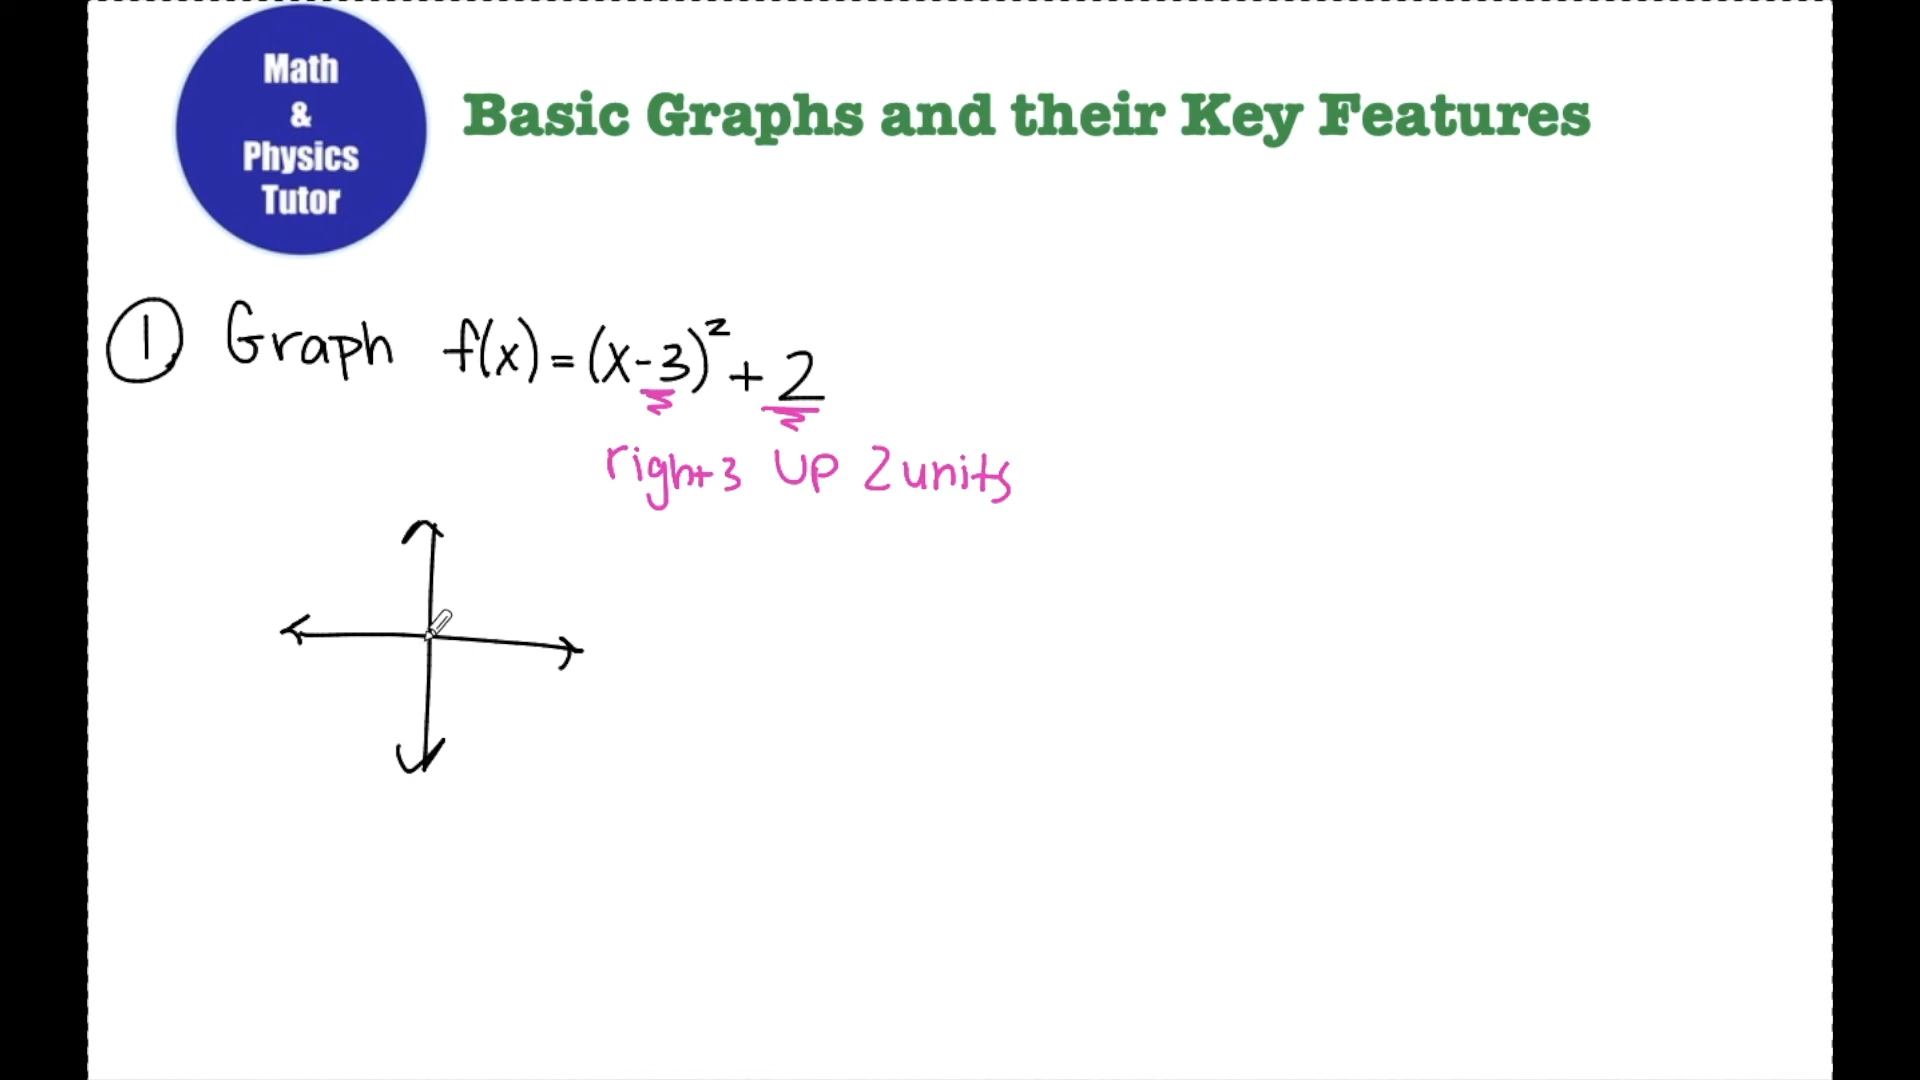 Math
&
Physics
Tutor
Basic Graphs and their Key Features
① Graph f(x) = (x-3)² + 2
right 3 UP 2 units